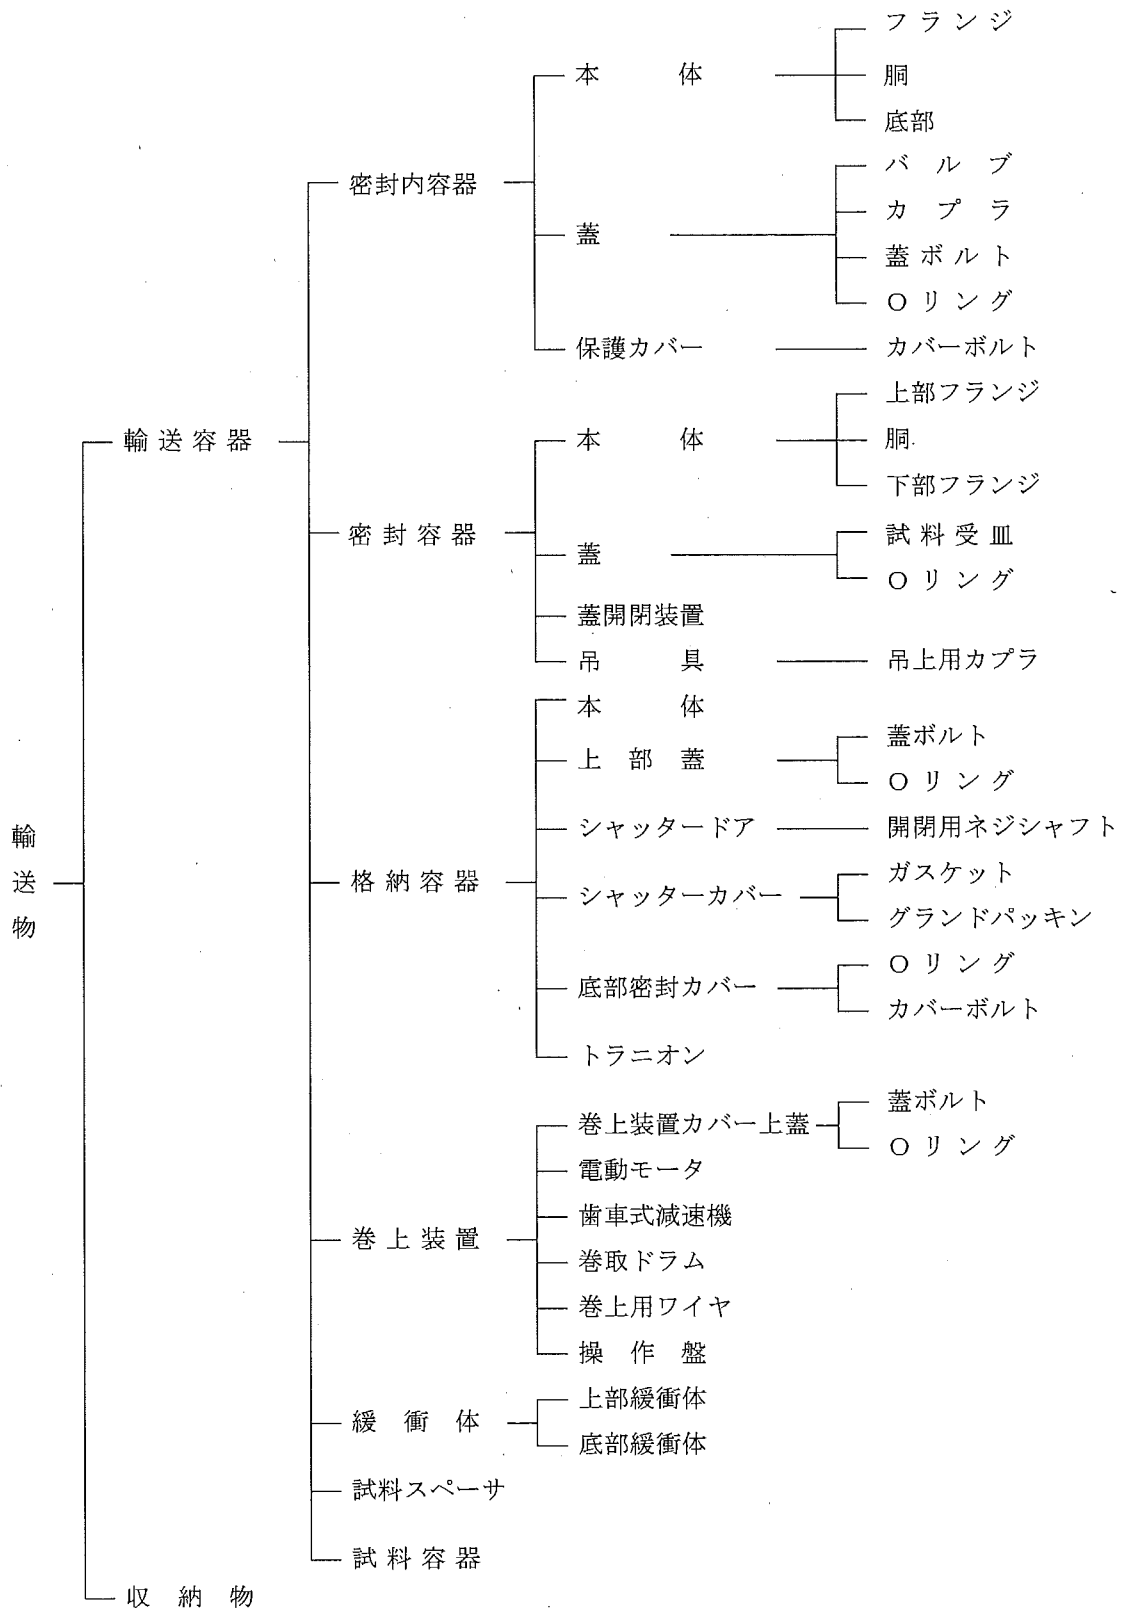 輸送物
輸送容器
密封内容器
本体
フランジ
胴
底部
蓋
バルブ
カプラ
蓋ボルト
Oリング
保護カバー
カバーボルト
密封容器
本体
上部フランジ
胴
下部フランジ
蓋
試料受皿
Oリング
蓋開閉装置
吊具
吊上用カプラ
格納容器
本体
上部蓋
蓋ボルト
Oリング
シャッタードア
開閉用ネジシャフト
シャッターカバー
ガスケット
グランドパッキン
底部密封カバー
Oリング
カバーボルト
トラニオン
巻上装置
巻上装置カバー上蓋
蓋ボルト
Oリング
電動モータ
歯車式減速機
巻取ドラム
巻上用ワイヤ
操作盤
緩衝体
上部緩衝体
底部緩衝体
試料スペーサ
試料容器
収納物